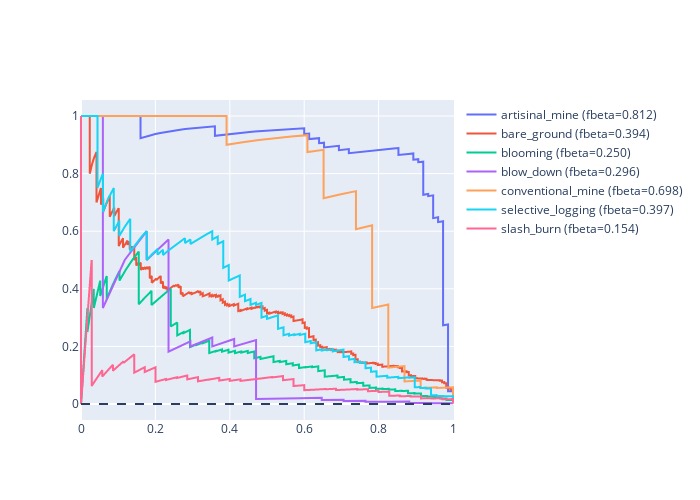 1
0.8
0.6
0.4
0.2
0
0
0.2
0.4
0.6
0.8
1
artisinal_mine (fbeta=0.812)
bare_ground (fbeta=0.394)
blooming (fbeta=0.250)
blow_down (fbeta=0.296)
conventional_mine (fbeta=0.698)
selective_logging (fbeta=0.397)
slash_burn (fbeta=0.154)